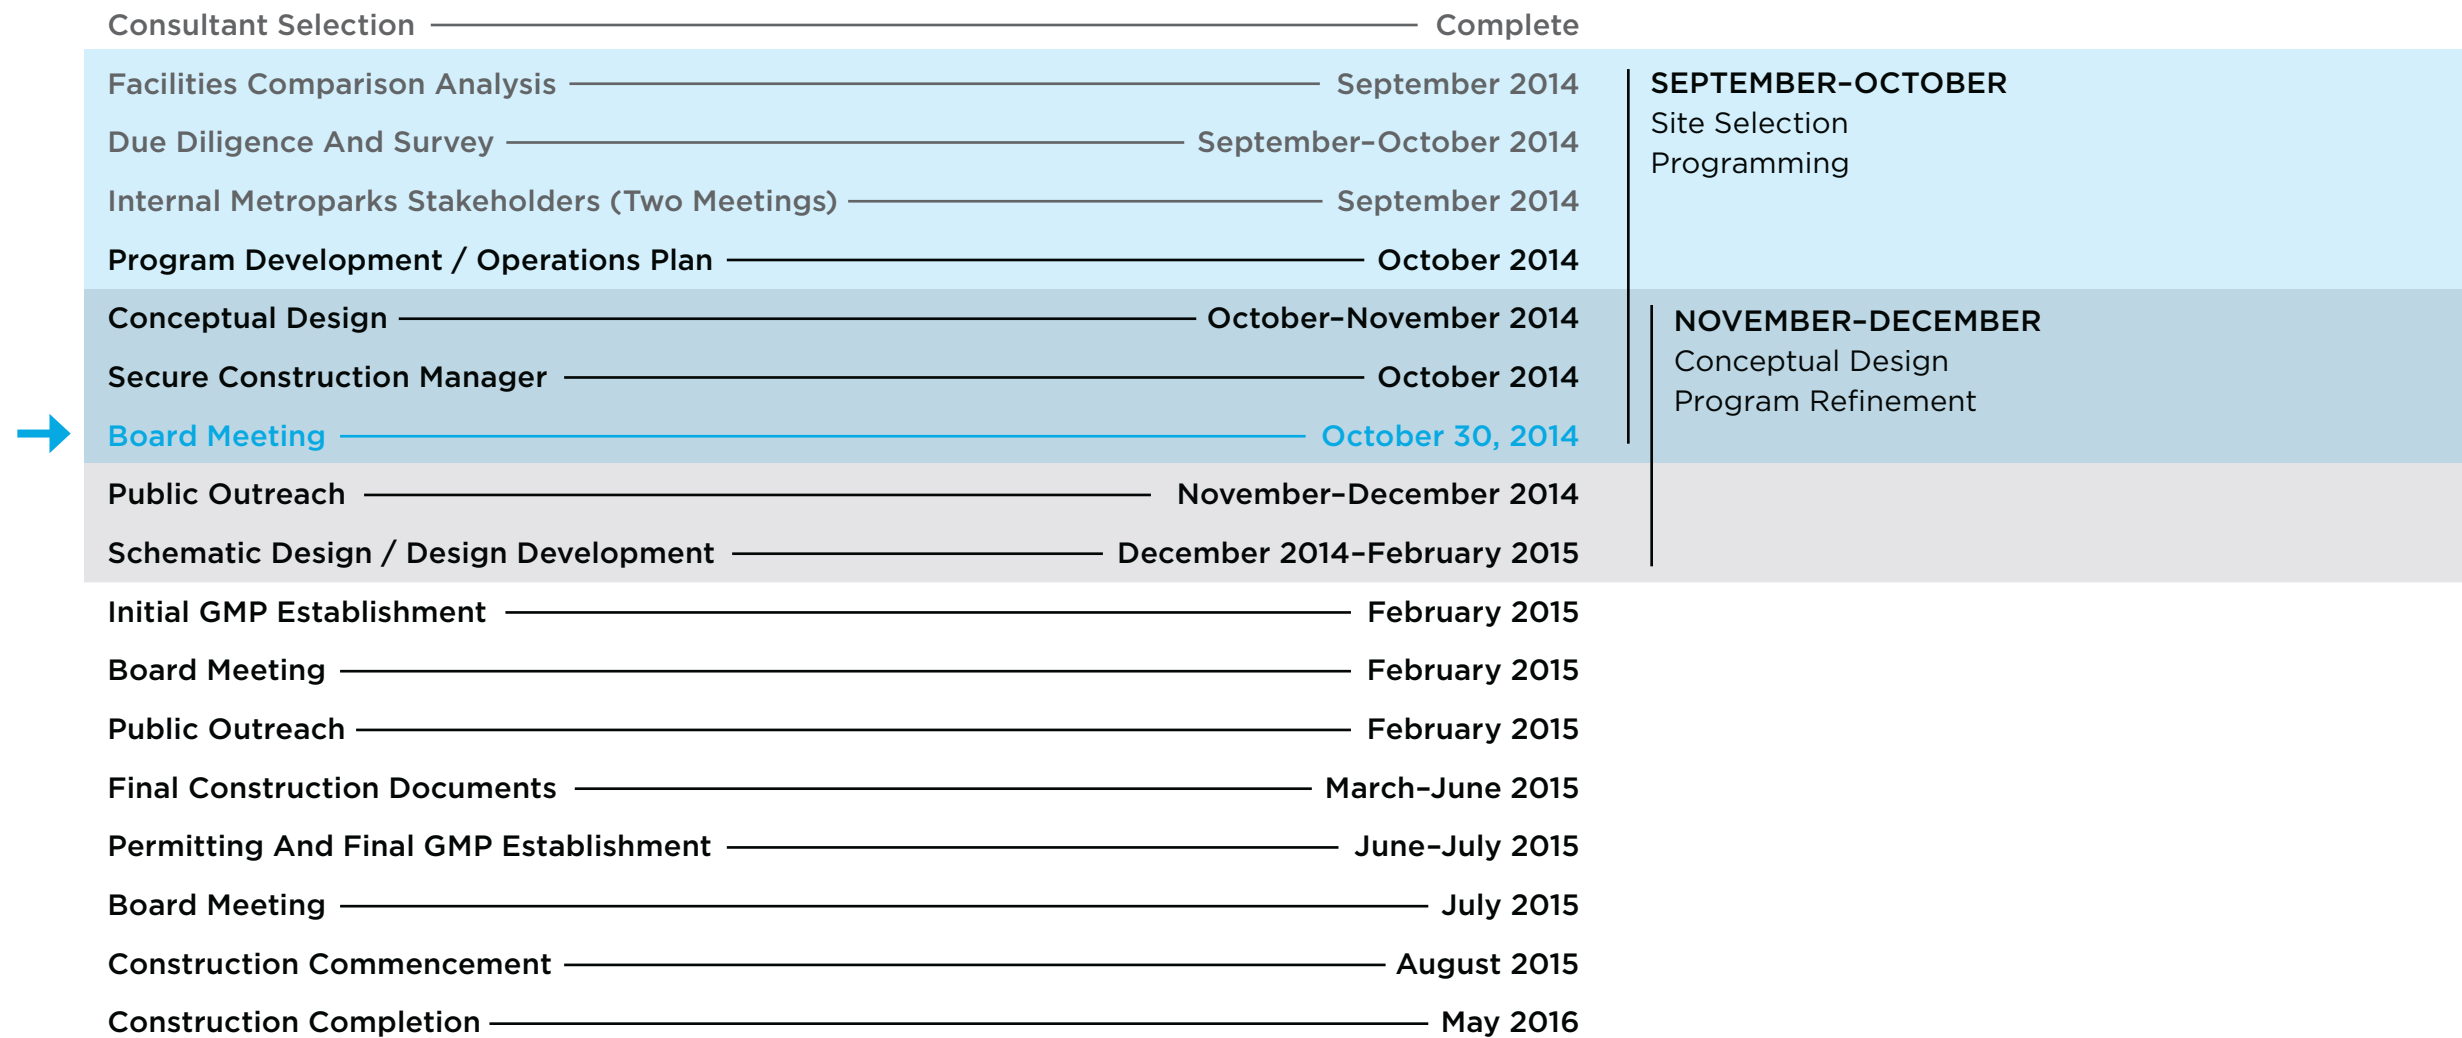 Consultant Selection Complete
Facilities Comparison Analysis September 2014
Due Diligence And Survey September–October 2014
Internal Metroparks Stakeholders (Two Meetings) September 2014
Program Development / Operations Plan October 2014
Conceptual Design October–November 2014
Secure Construction Manager October 2014
Board Meeting October 30, 2014
Public Outreach November–December 2014
Schematic Design / Design Development December 2014–February 2015
Initial GMP Establishment February 2015
Board Meeting February 2015
Public Outreach February 2015
Final Construction Documents March–June 2015
Permitting And Final GMP Establishment June–July 2015
Board Meeting July 2015
Construction Commencement August 2015
Construction Completion May 2016
SEPTEMBER–OCTOBER
Site Selection
Programming
NOVEMBER–DECEMBER
Conceptual Design
Program Refinement